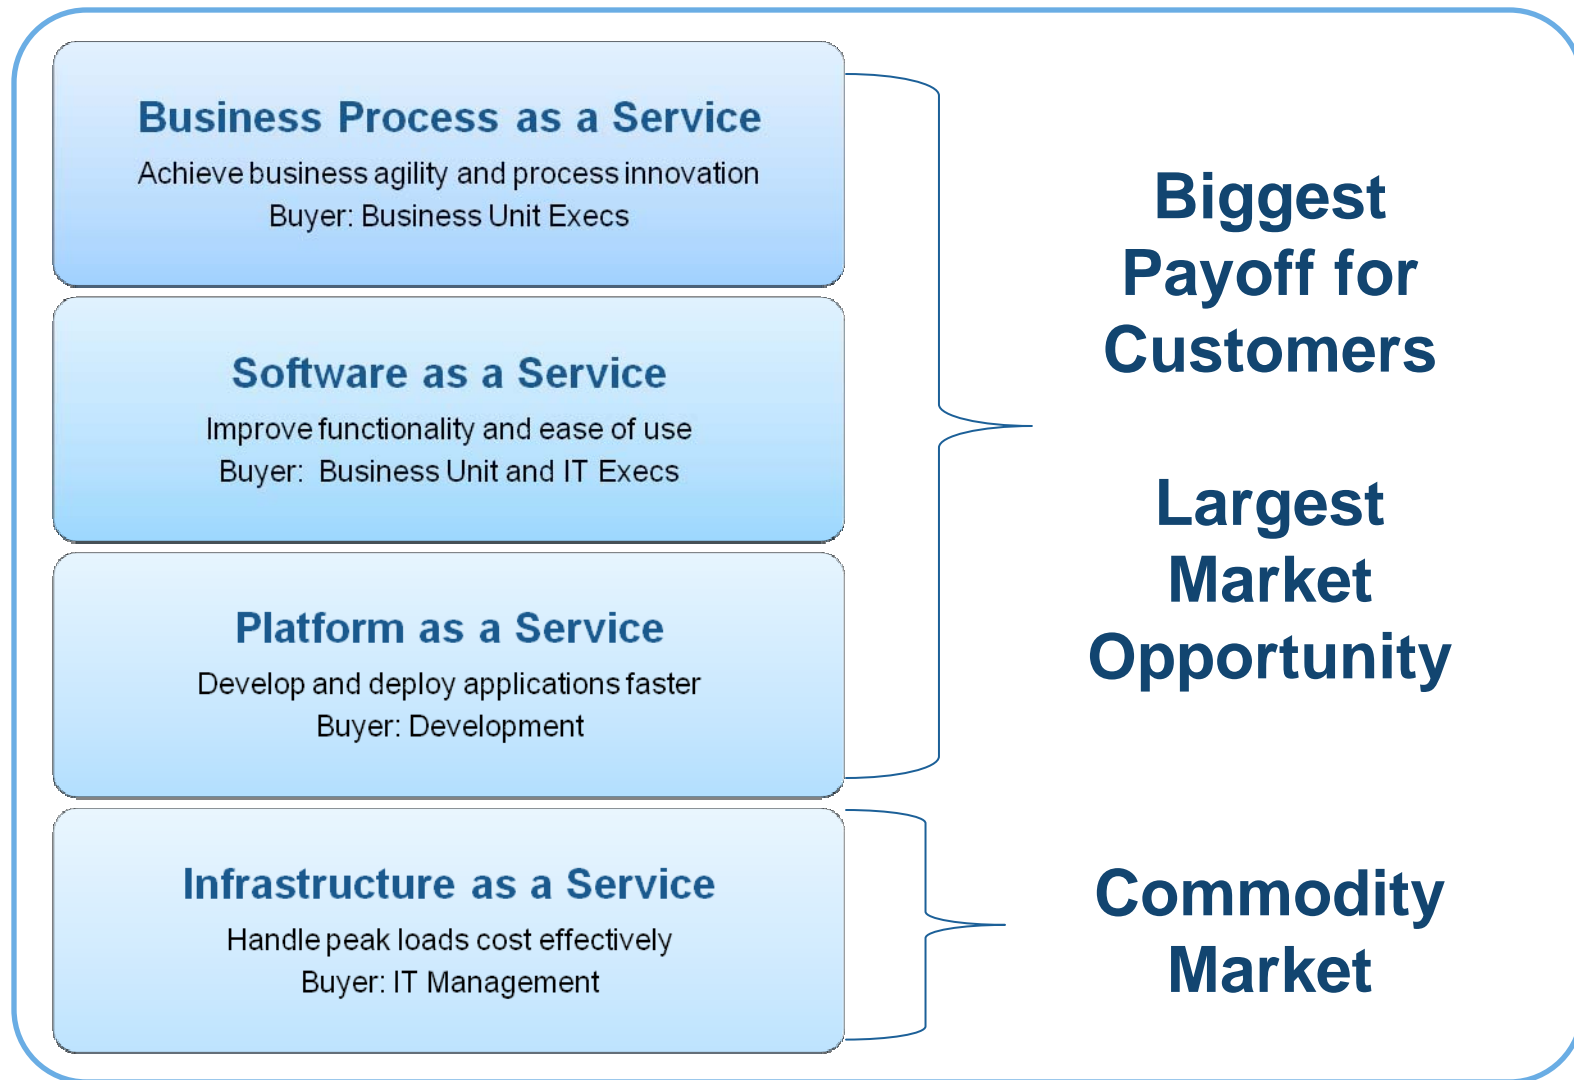 Business Process as a Service
Achieve business agility and process innovation
Buyer: Business Unit Execs
Software as a Service
Improve functionality and ease of use
Buyer:  Business Unit and IT Execs
Platform as a Service
Develop and deploy applications faster
Buyer: Development
Infrastructure as a Service
Handle peak loads cost effectively
Buyer: IT Management
Biggest
Payoff for
Customers
Largest
Market
Opportunity
Commodity
Market